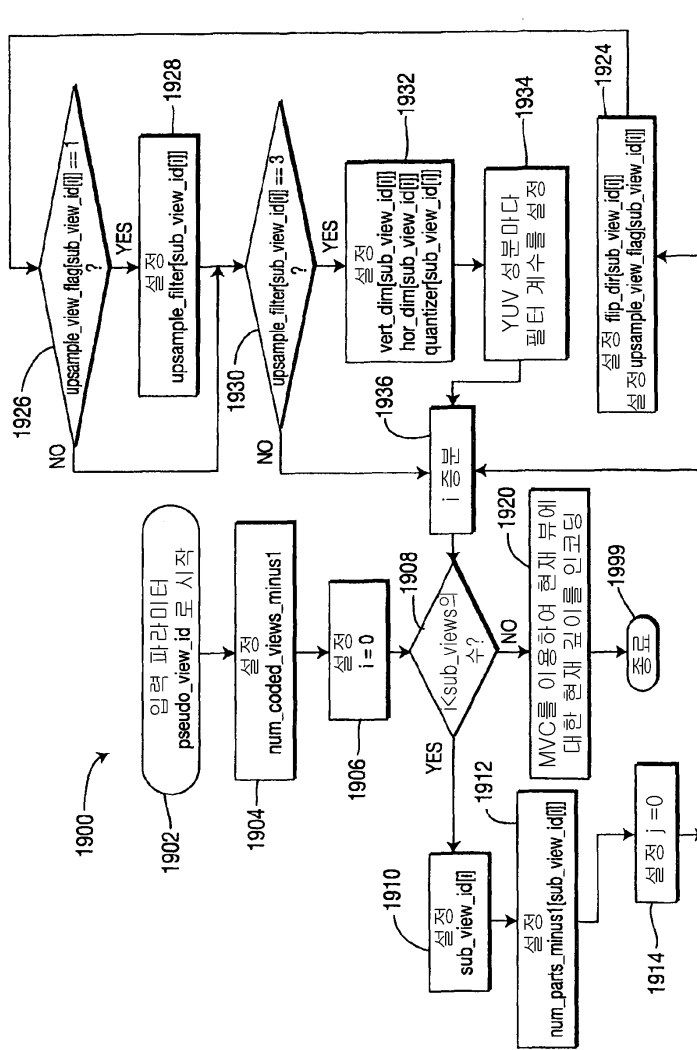 1900
1902
입력 파라미터
pseudo_view_id 로 시작
1904
설정
num_coded_views_minus1
1906
설정
i = 0
1908
i<sub_views의
수?
YES
NO
1910
설정
sub_view_id[i]
1912
설정
num_parts_minus1[sub_view_id[i]]
1914
설정 j =0
1920
MVC를 이용하여 현재 뷰에
대한 현재 깊이를 인코딩
1999
종료
1926
upsample_view_flag[sub_view_id[i]] == 1
?
NO
YES
1928
설정
upsample_filter[sub_view_id[i]]
1930
upsample_filter[sub_view_id[i]] == 3
?
NO
YES
1932
설정
vert_dim[sub_view_id[i]]
hor_dim[sub_view_id[i]]
quantizer[sub_view_id[i]]
1934
YUV 성분마다
필터 계수를 설정
1936
i 증분
1924
설정 flip_dir[sub_view_id[i]]
설정 upsample_view_flag[sub_view_id[i]]